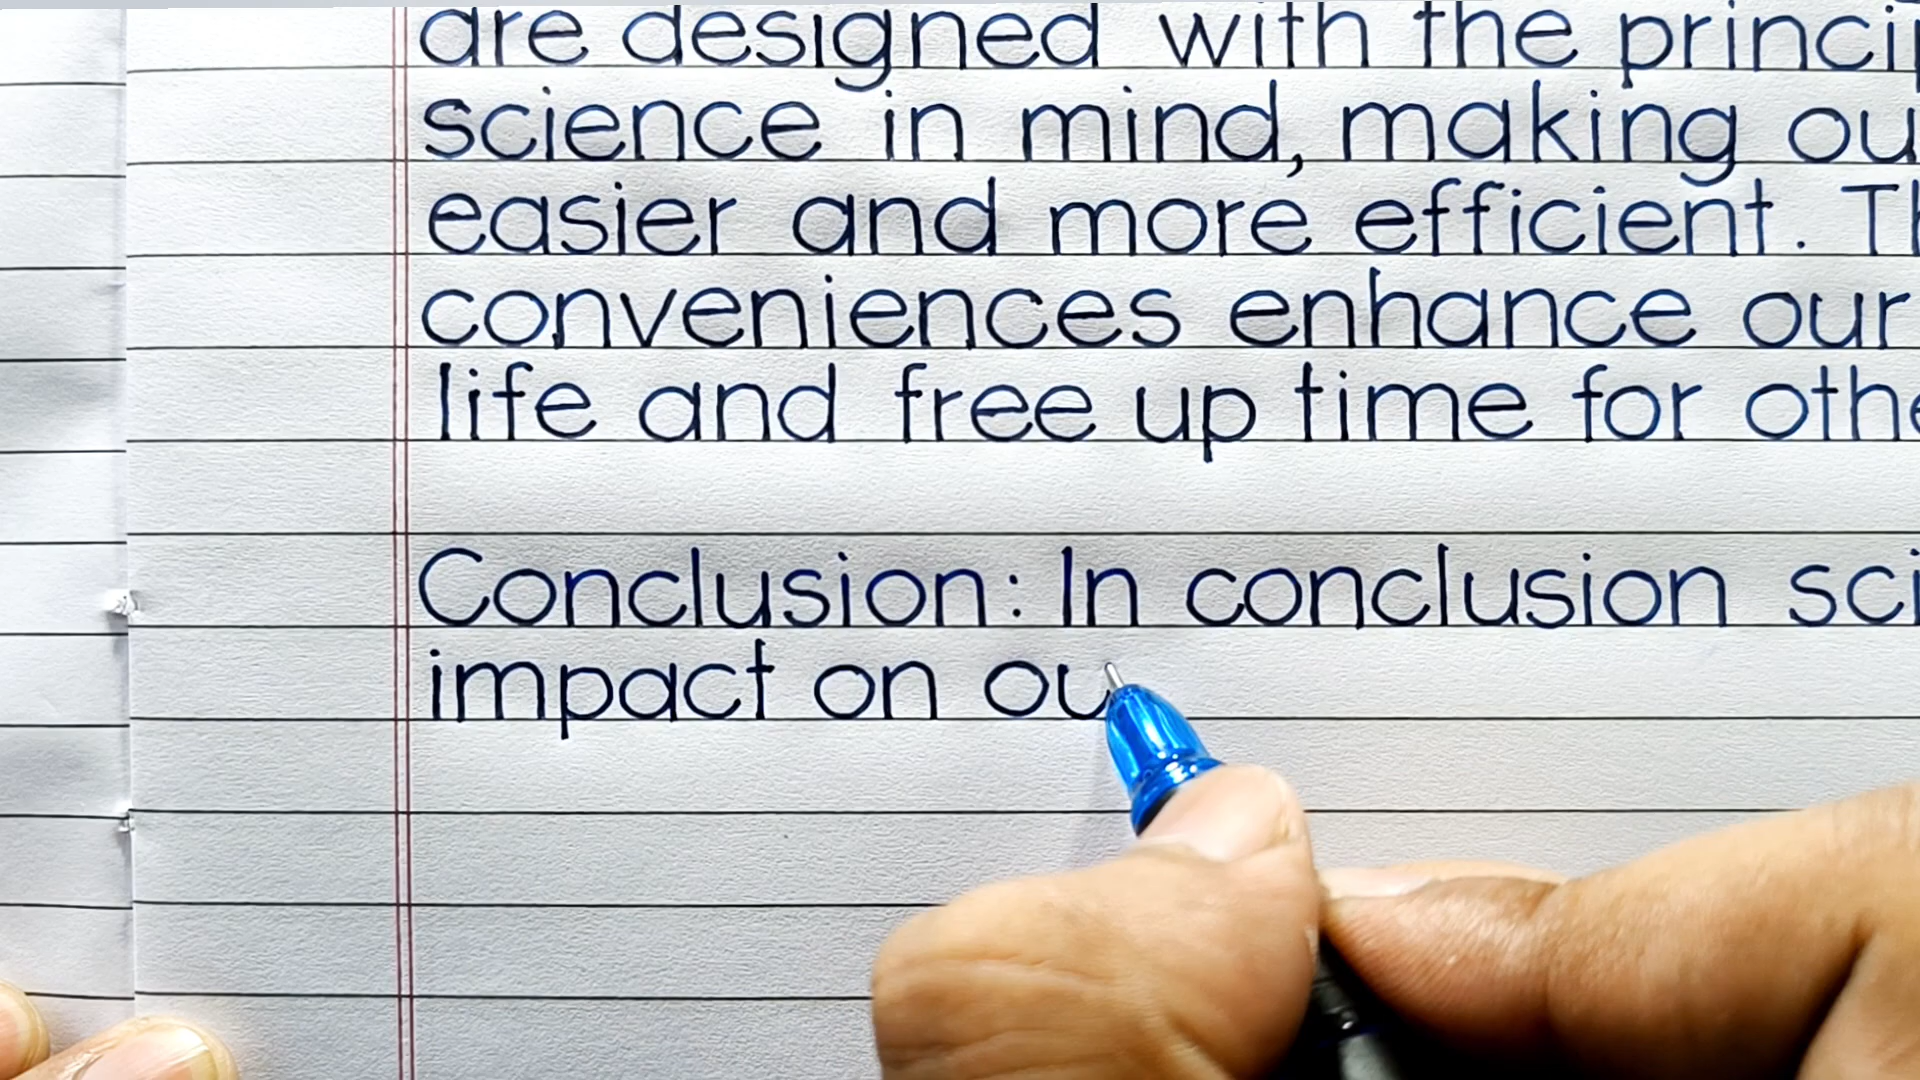 are designed with the princip
science in mind, making ou
easier and more efficient. Th
conveniences enhance our
life and free up time for othe
Conclusion: In conclusion sci
impact on ou